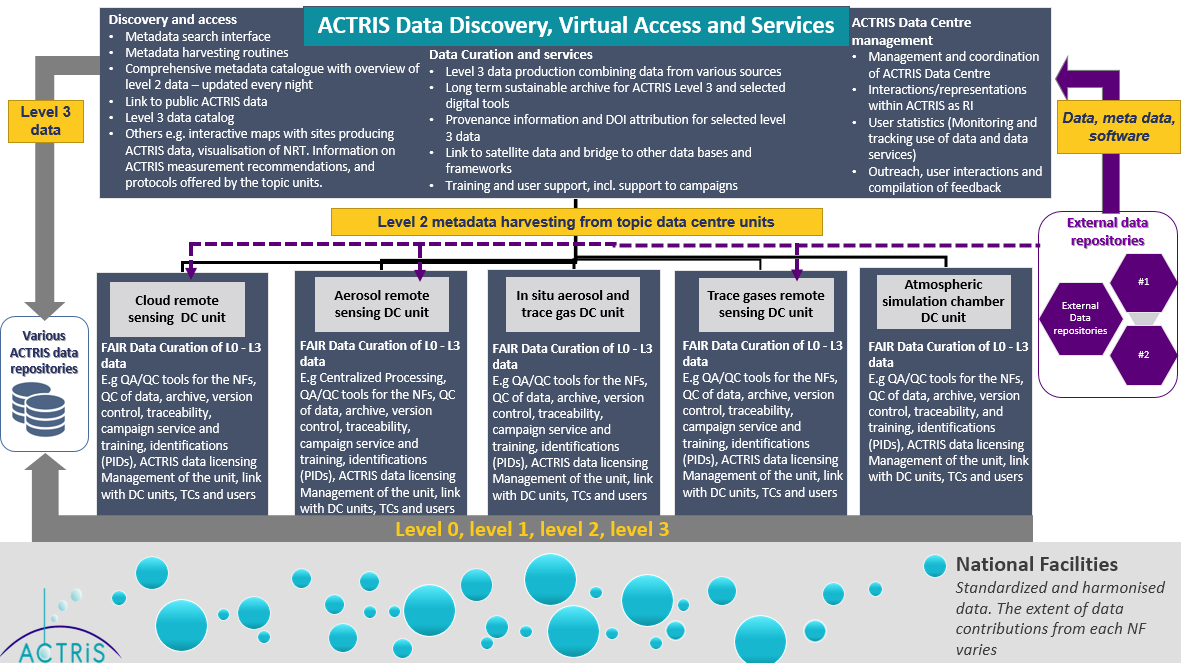 ACTRIS Data Discovery, Virtual Access and Services
Discovery and access
• Metadata search interface
• Metadata harvesting routines
• Comprehensive metadata catalogue with overview of
level 2 data – updated every night
• Link to public ACTRIS data
• Level 3 data catalog
• Others e.g. interactive maps with sites producing
ACTRIS data, visualisation of NRT. Information on
ACTRIS measurement recommendations, and
protocols offered by the topic units.
Data Curation and services
• Level 3 data production combining data from various sources
• Long term sustainable archive for ACTRIS Level 3 and selected
digital tools
• Provenance information and DOI attribution for selected level
3 data
• Link to satellite data and bridge to other data bases and
frameworks
• Training and user support, incl. support to campaigns
ACTRIS Data Centre
management
• Management and coordination
of ACTRIS Data Centre
• Interactions/representations
within ACTRIS as RI
• User statistics (Monitoring and
tracking use of data and data
services)
• Outreach, user interactions and
compilation of feedback
Level 3
data
Data, meta data,
software
Level 2 metadata harvesting from topic data centre units
External data
repositories
External
Data
repositories
#1
#2
Various
ACTRIS data
repositories
Cloud remote
sensing DC unit
FAIR Data Curation of L0 - L3
data
E.g QA/QC tools for the NFs,
QC of data, archive, version
control, traceability,
campaign service and
training, identifications
(PIDs), ACTRIS data licensing
Management of the unit, link
with DC units, TCs and users
Aerosol remote
sensing DC unit
FAIR Data Curation of L0 - L3
data
E.g Centralized Processing,
QA/QC tools for the NFs, QC
of data, archive, version
control, traceability,
campaign service and
training, identifications
(PIDs), ACTRIS data licensing
Management of the unit, link
with DC units, TCs and users
In situ aerosol and
trace gas DC unit
FAIR Data Curation of L0 - L3
data
E.g QA/QC tools for the NFs,
QC of data, archive, version
control, traceability,
campaign service and
training, identifications
(PIDs), ACTRIS data licensing
Management of the unit, link
with DC units, TCs and users
Trace gases remote
sensing DC unit
FAIR Data Curation of L0 - L3
data
E.g QA/QC tools for the NFs,
QC of data, archive, version
control, traceability,
campaign service and
training, identifications
(PIDs), ACTRIS data licensing
Management of the unit, link
with DC units, TCs and users
Atmospheric
simulation chamber
DC unit
FAIR Data Curation of L0 - L3
data
E.g QA/QC tools for the NFs,
QC of data, archive, version
control, traceability, and
training, identifications
(PIDs), ACTRIS data licensing
Management of the unit, link
with DC units, TCs and users
Level 0, level 1, level 2, level 3
National Facilities
Standardized and harmonised
data. The extent of data
contributions from each NF
varies
ACTRiS